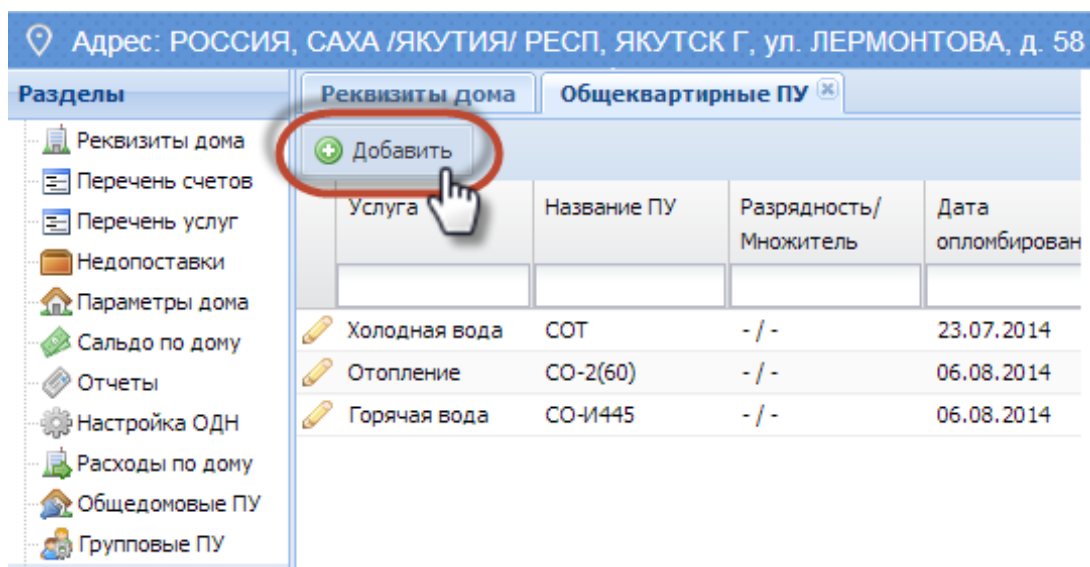 Адрес: РОССИЯ, САХА /ЯКУТИЯ/ РЕСП, ЯКУТСК Г, ул. ЛЕРМОНТОВА, д. 58
Разделы
Реквизиты дома
Общеквартирные ПУ
Реквизиты дома
Перечень счетов
Перечень услуг
Недопоставки
Параметры дома
Сальдо по дому
Отчеты
Настройка ОДН
Расходы по дому
Общедомовые ПУ
Групповые ПУ
Добавить
Услуга
Название ПУ
Разрядность/
Множитель
Дата
опломбирован
Холодная вода СОТ - / - 23.07.2014
Отопление СО-2(60) - / - 06.08.2014
Горячая вода СО-И445 - / - 06.08.2014